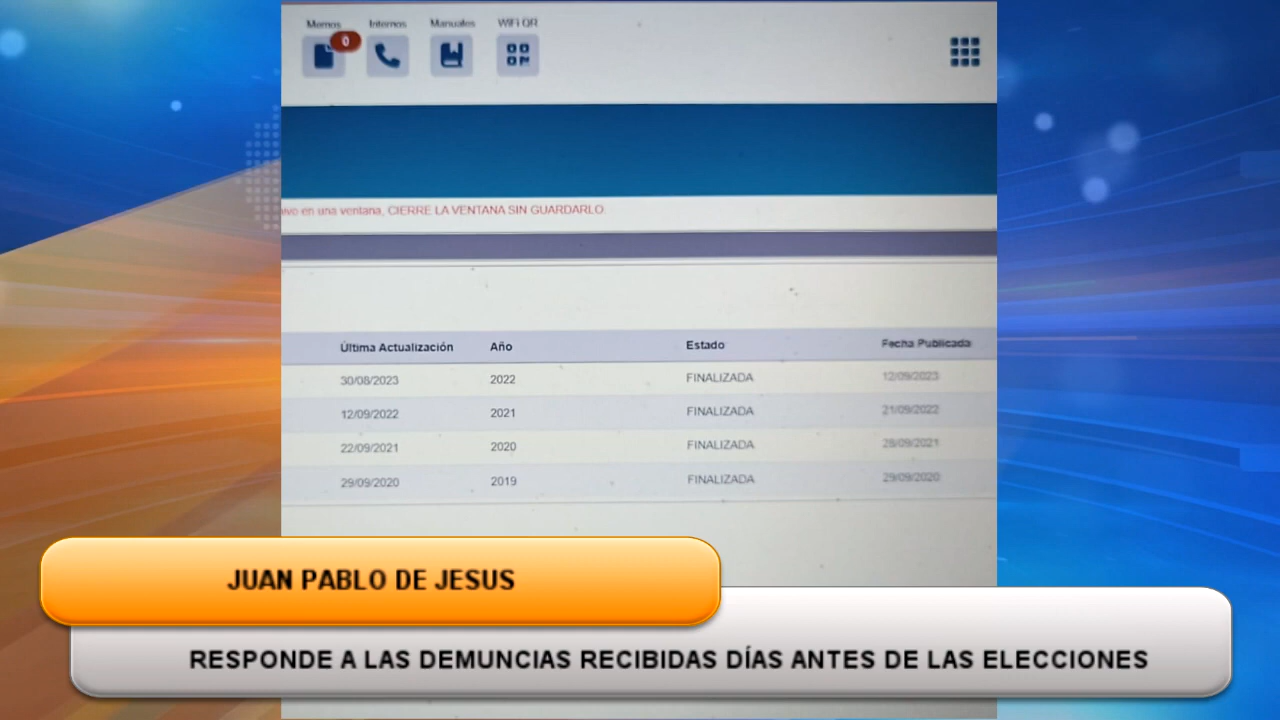 Memos Internos Manuales WIFI QR
0
ivo en una ventana, CIERRE LA VENTANA SIN GUARDARLO.
Última Actualización Año Estado Fecha Publicada
30/08/2023 2022 FINALIZADA 12/09/2023
12/09/2022 2021 FINALIZADA 21/09/2022
22/09/2021 2020 FINALIZADA 28/09/2021
29/09/2020 2019 FINALIZADA 29/09/2020
JUAN PABLO DE JESUS
RESPONDE A LAS DEMUNCIAS RECIBIDAS DÍAS ANTES DE LAS ELECCIONES